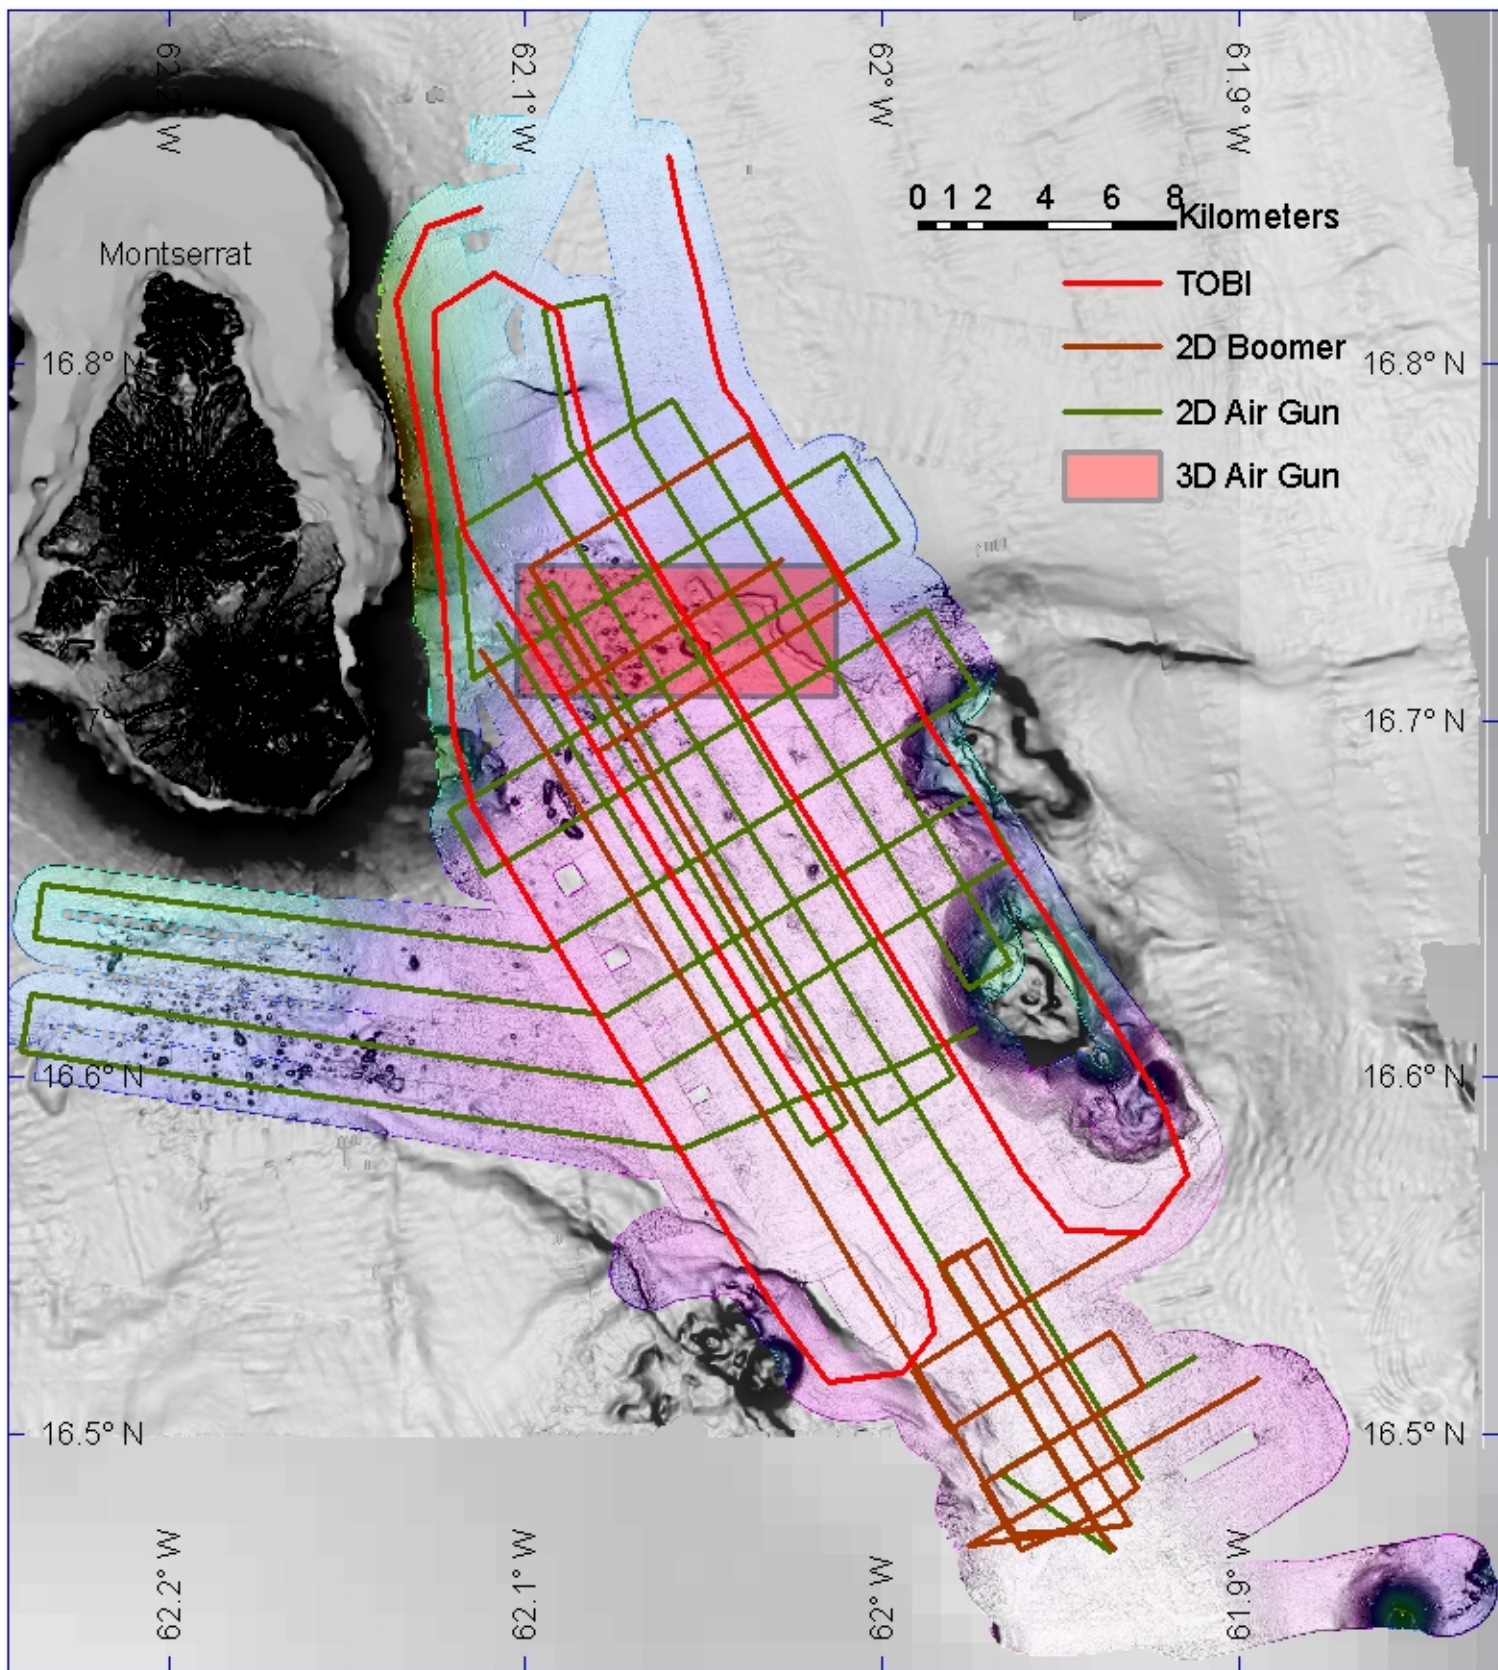 62.1° W
62° W
61.9° W
0 1 2 4 6 8
Kilometers
Montserrat
TOBI
2D Boomer
16.8° N
16.8° N
2D Air Gun
3D Air Gun
16.7° N
16.6° N
16.6° N
16.5° N
16.5° N
62.2° W
62.1° W
62° W
61.9° W